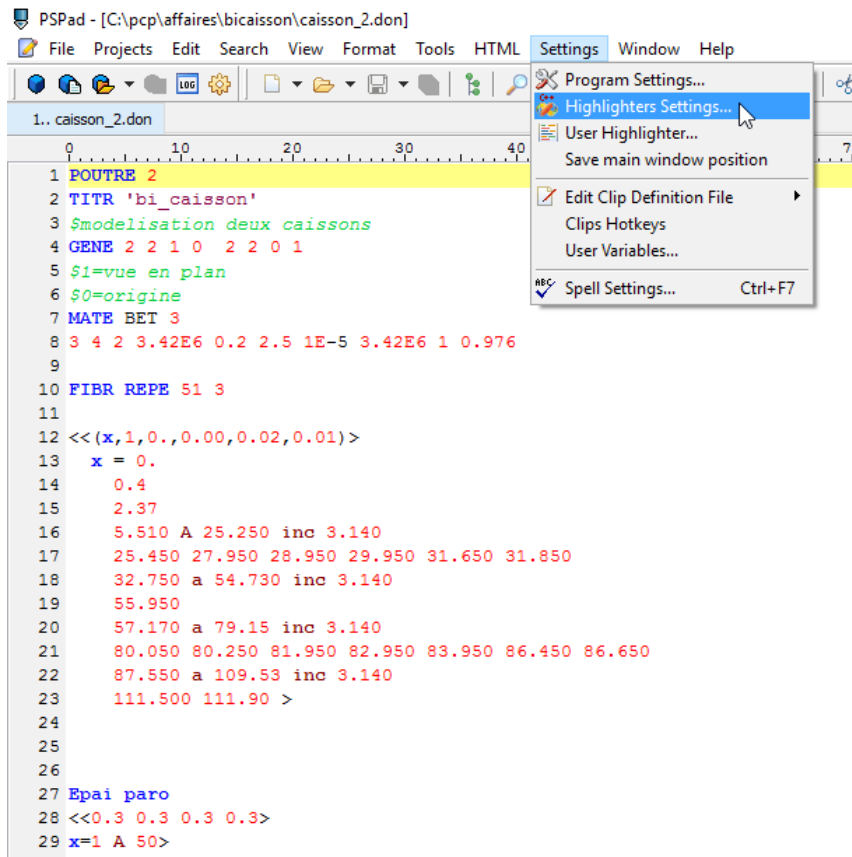 PSPad - [C:\pcp\affaires\bicaisson\caisson_2.don]
File Projects Edit Search View Format Tools HTML Settings Window Help
LOG
Program Settings...
Highlighters Settings...
User Highlighter...
Save main window position
Edit Clip Definition File
Clips Hotkeys
User Variables...
ABC Spell Settings... Ctrl+F7
1.. caisson_2.don
0 10 20 30 40 7
1 POUTRE 2
2 TITR 'bi_caisson'
3 $modelisation deux caissons
4 GENE 2 2 1 0  2 2 0 1
5 $1=vue en plan
6 $0=origine
7 MATE BET 3
8 3 4 2 3.42E6 0.2 2.5 1E-5 3.42E6 1 0.976
9
10 FIBR REPE 51 3
11
12 <<(x,1,0.,0.00,0.02,0.01)>
13   x = 0.
14     0.4
15     2.37
16     5.510 A 25.250 inc 3.140
17     25.450 27.950 28.950 29.950 31.650 31.850
18     32.750 a 54.730 inc 3.140
19     55.950
20     57.170 a 79.15 inc 3.140
21     80.050 80.250 81.950 82.950 83.950 86.450 86.650
22     87.550 a 109.53 inc 3.140
23     111.500 111.90 >
24
25
26
27 Epai paro
28 <<0.3 0.3 0.3 0.3>
29 x=1 A 50>